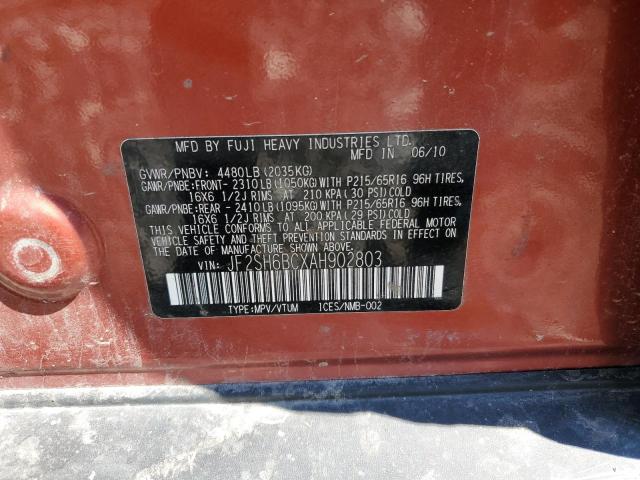 MFD BY FUJI HEAVY INDUSTRIES LTD.
MFD IN 06/10
GVWR/PNBV: 4480LB(2035KG)
GAWR/PNBE:FRONT-2310LB(1050KG)WITH P215/65R16 96H TIRES,
16X6 1/2J RIMS AT 210 KPA(30 PSI)COLD
GAWR/PNBE:REAR -2410LB(1095KG)WITH P215/65R16 96H TIRES,
16X6 1/2J RIMS AT 200 KPA(29 PSI)COLD
THIS VEHICLE CONFORMS TO ALL APPLICABLE FEDERAL MOTOR
VEHICLE SAFETY AND THEFT PREVENTION STANDARDS IN EFFECT
ON THE DATE OF MANUFACTURE SHOWN ABOVE.
VIN: JF2SH6BCXAH902803
TYPE:MPV/VTUM 1CES/NMB-002